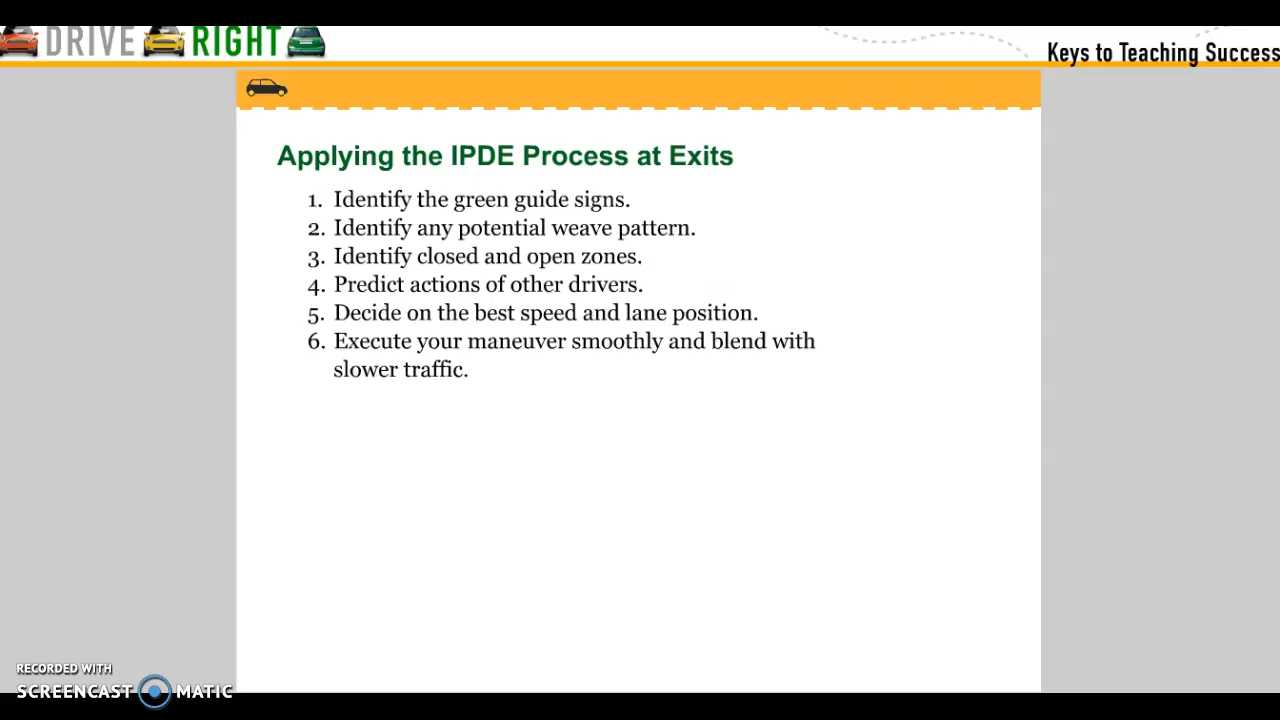 DRIVE RIGHT
Keys to Teaching Success
Applying the IPDE Process at Exits
1. Identify the green guide signs.
2. Identify any potential weave pattern.
3. Identify closed and open zones.
4. Predict actions of other drivers.
5. Decide on the best speed and lane position.
6. Execute your maneuver smoothly and blend with
slower traffic.
RECORDED WITH
SCREENCAST MATIC